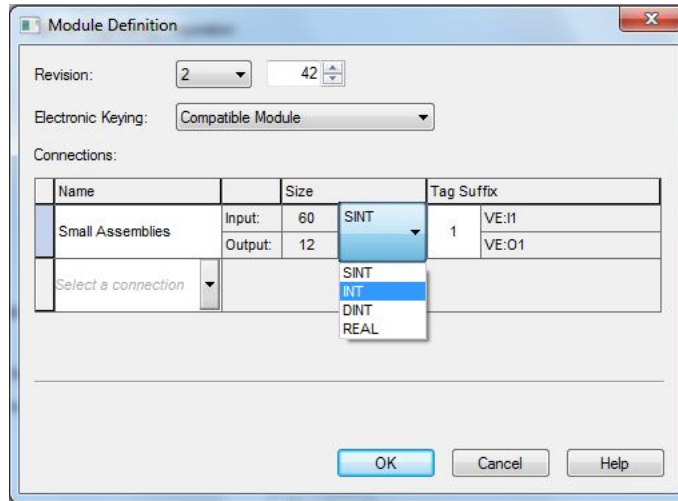 Module Definition
Revision: 2 42
Electronic Keying: Compatible Module
Connections:
Name Size Tag Suffix
Small Assemblies Input: 60 SINT 1 VE:I1
Output: 12 VE:O1
Select a connection
SINT
INT
DINT
REAL
OK Cancel Help